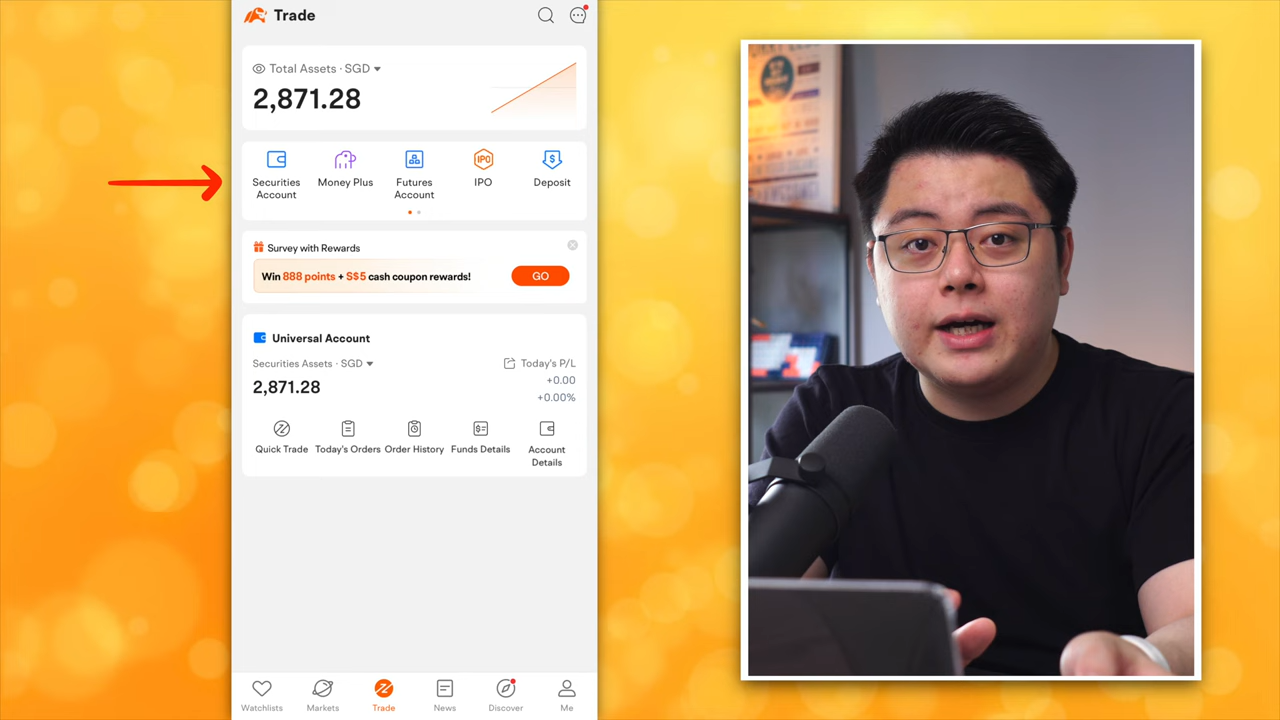 Trade
Total Assets · SGD
2,871.28
Securities Account
Money Plus
Futures Account
IPO
IPO
Deposit
Survey with Rewards
Win 888 points + S$5 cash coupon rewards!
GO
Universal Account
Securities Assets · SGD
Today's P/L
2,871.28
+0.00
+0.00%
Quick Trade
Today's Orders
Order History
Funds Details
Account Details
Watchlists
Markets
Trade
News
Discover
Me